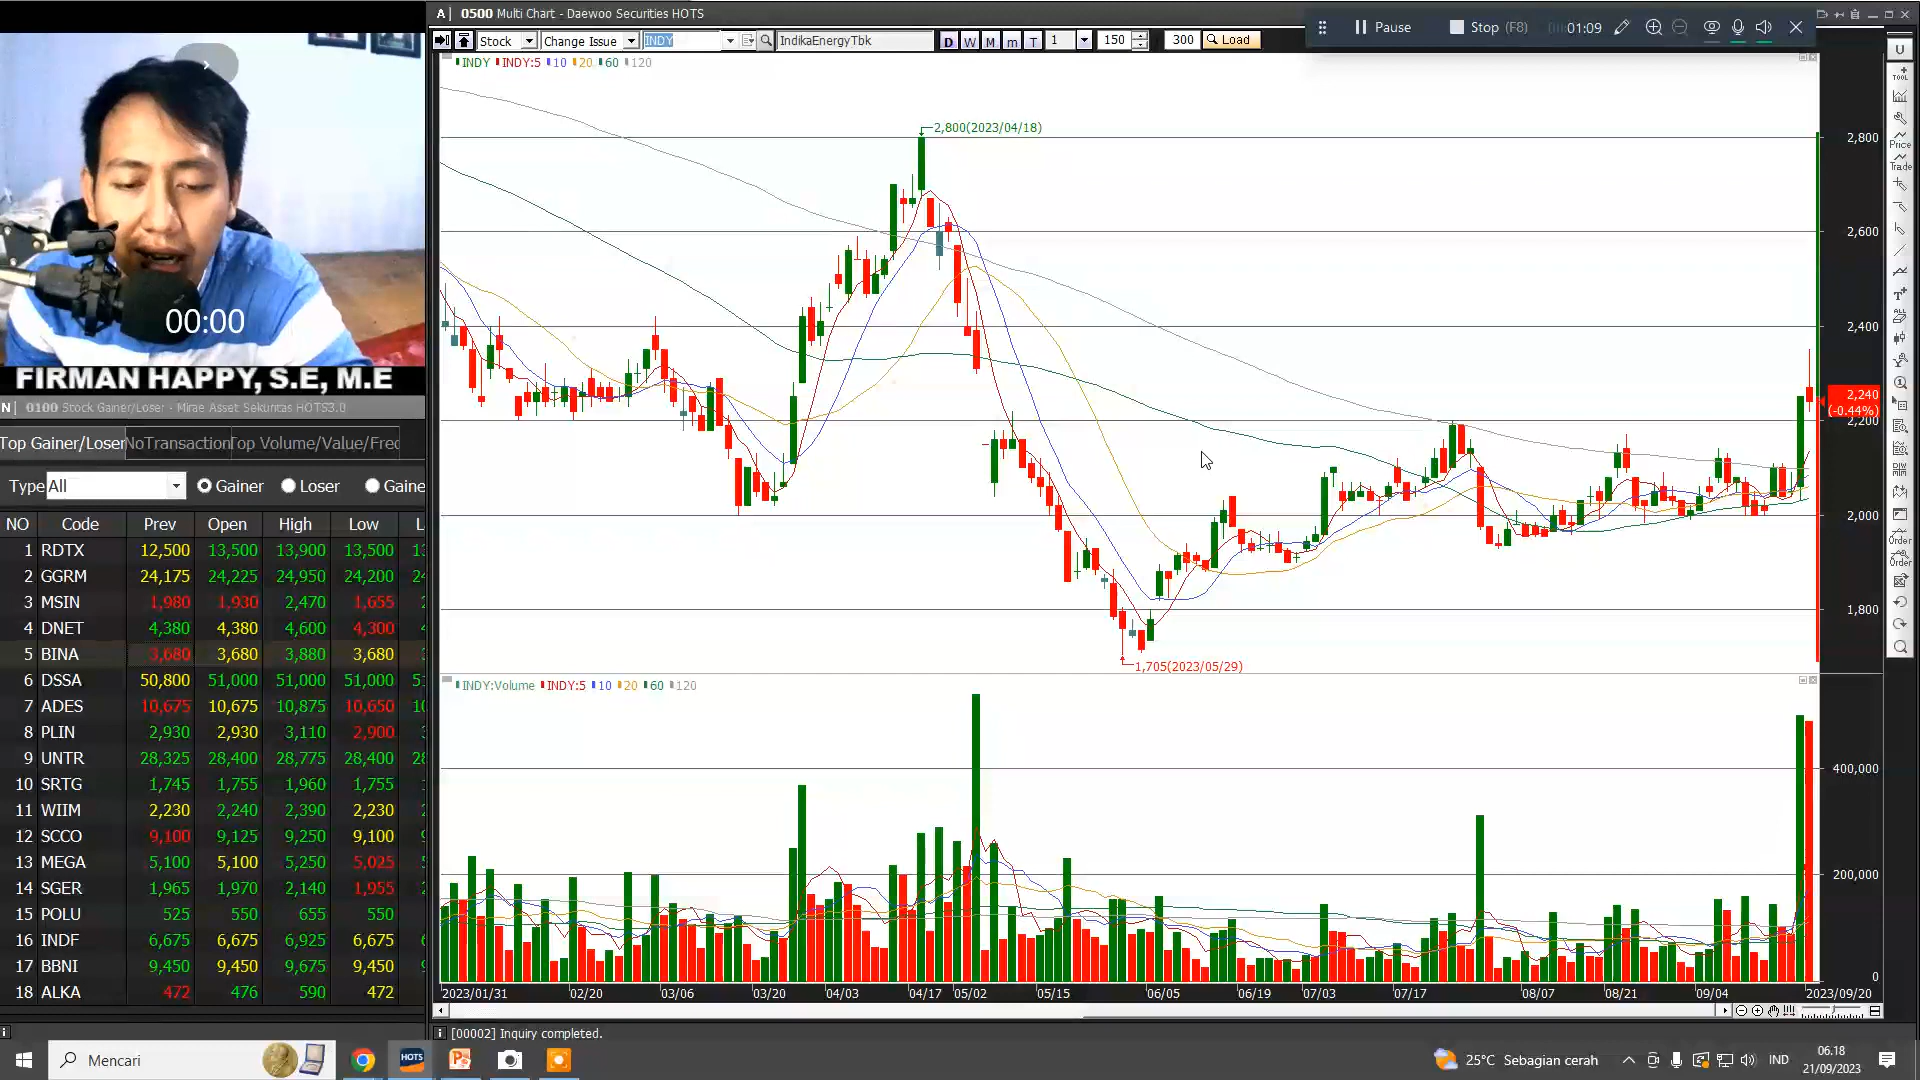 A 0500 Multi Chart - Daewoo Securities HOTS
Pause Stop (F8) 01:09
Stock Change Issue INDY IndikaEnergyTbk D W M m T 1 150 300 Load
INDY INDY:5 10 20 60 120
2,800(2023/04/18)
2,800
2,600
2,400
2,240
(-0.44%)
2,200
2,000
1,800
1,705(2023/05/29)
INDY:Volume INDY:5 10 20 60 120
400,000
200,000
0
2023/01/31 02/20 03/06 03/20 04/03 04/17 05/02 05/15 06/05 06/19 07/03 07/17 08/07 08/21 09/04 2023/09/20
[00002] Inquiry completed.
U
TOOL
Price
Trade
Order
Order
00:00
FIRMAN HAPPY, S.E, M.E
N 0100 Stock Gainer/Loser - Mirae Asset Sekuritas HOTS3.0
Top Gainer/Loser NoTransaction Top Volume/Value/Frec
Type All Gainer Loser Gaine
NO Code Prev Open High Low L
1 RDTX 12,500 13,500 13,900 13,500 13
2 GGRM 24,175 24,225 24,950 24,200 24
3 MSIN 1,980 1,930 2,470 1,655 2
4 DNET 4,380 4,380 4,600 4,300 4
5 BINA 3,680 3,680 3,880 3,680
6 DSSA 50,800 51,000 51,000 51,000 51
7 ADES 10,675 10,675 10,875 10,650 10
8 PLIN 2,930 2,930 3,110 2,900
9 UNTR 28,325 28,400 28,775 28,400 28
10 SRTG 1,745 1,755 1,960 1,755
11 WIIM 2,230 2,240 2,390 2,230
12 SCCO 9,100 9,125 9,250 9,100
13 MEGA 5,100 5,100 5,250 5,025
14 SGER 1,965 1,970 2,140 1,955
15 POLU 525 550 655 550
16 INDF 6,675 6,675 6,925 6,675
17 BBNI 9,450 9,450 9,675 9,450
18 ALKA 472 476 590 472
Mencari
HOTS
25°C Sebagian cerah IND 06.18
21/09/2023